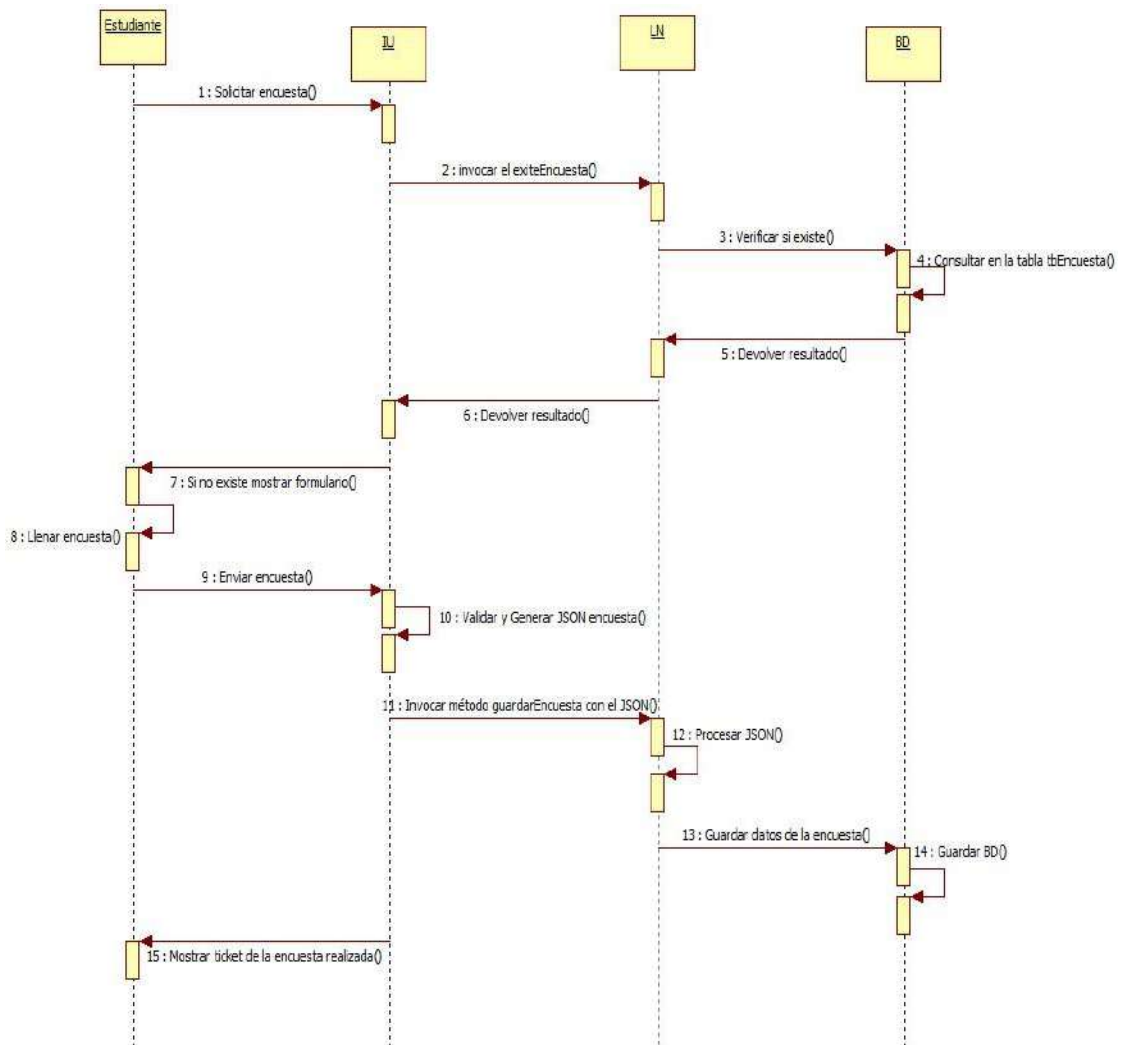 Estudiante
IU
LN
BD
1 : Solicitar encuesta()
2 : invocar el exiteEncuesta()
3 : Verificar si existe()
4 : Consultar en la tabla tbEncuesta()
5 : Devolver resultado()
6 : Devolver resultado()
7 : Si no existe mostrar formulario()
8 : Llenar encuesta()
9 : Enviar encuesta()
10 : Validar y Generar JSON encuesta()
11 : Invocar método guardarEncuesta con el JSON()
12 : Procesar JSON()
13 : Guardar datos de la encuesta()
14 : Guardar BD()
15 : Mostrar ticket de la encuesta realizada()